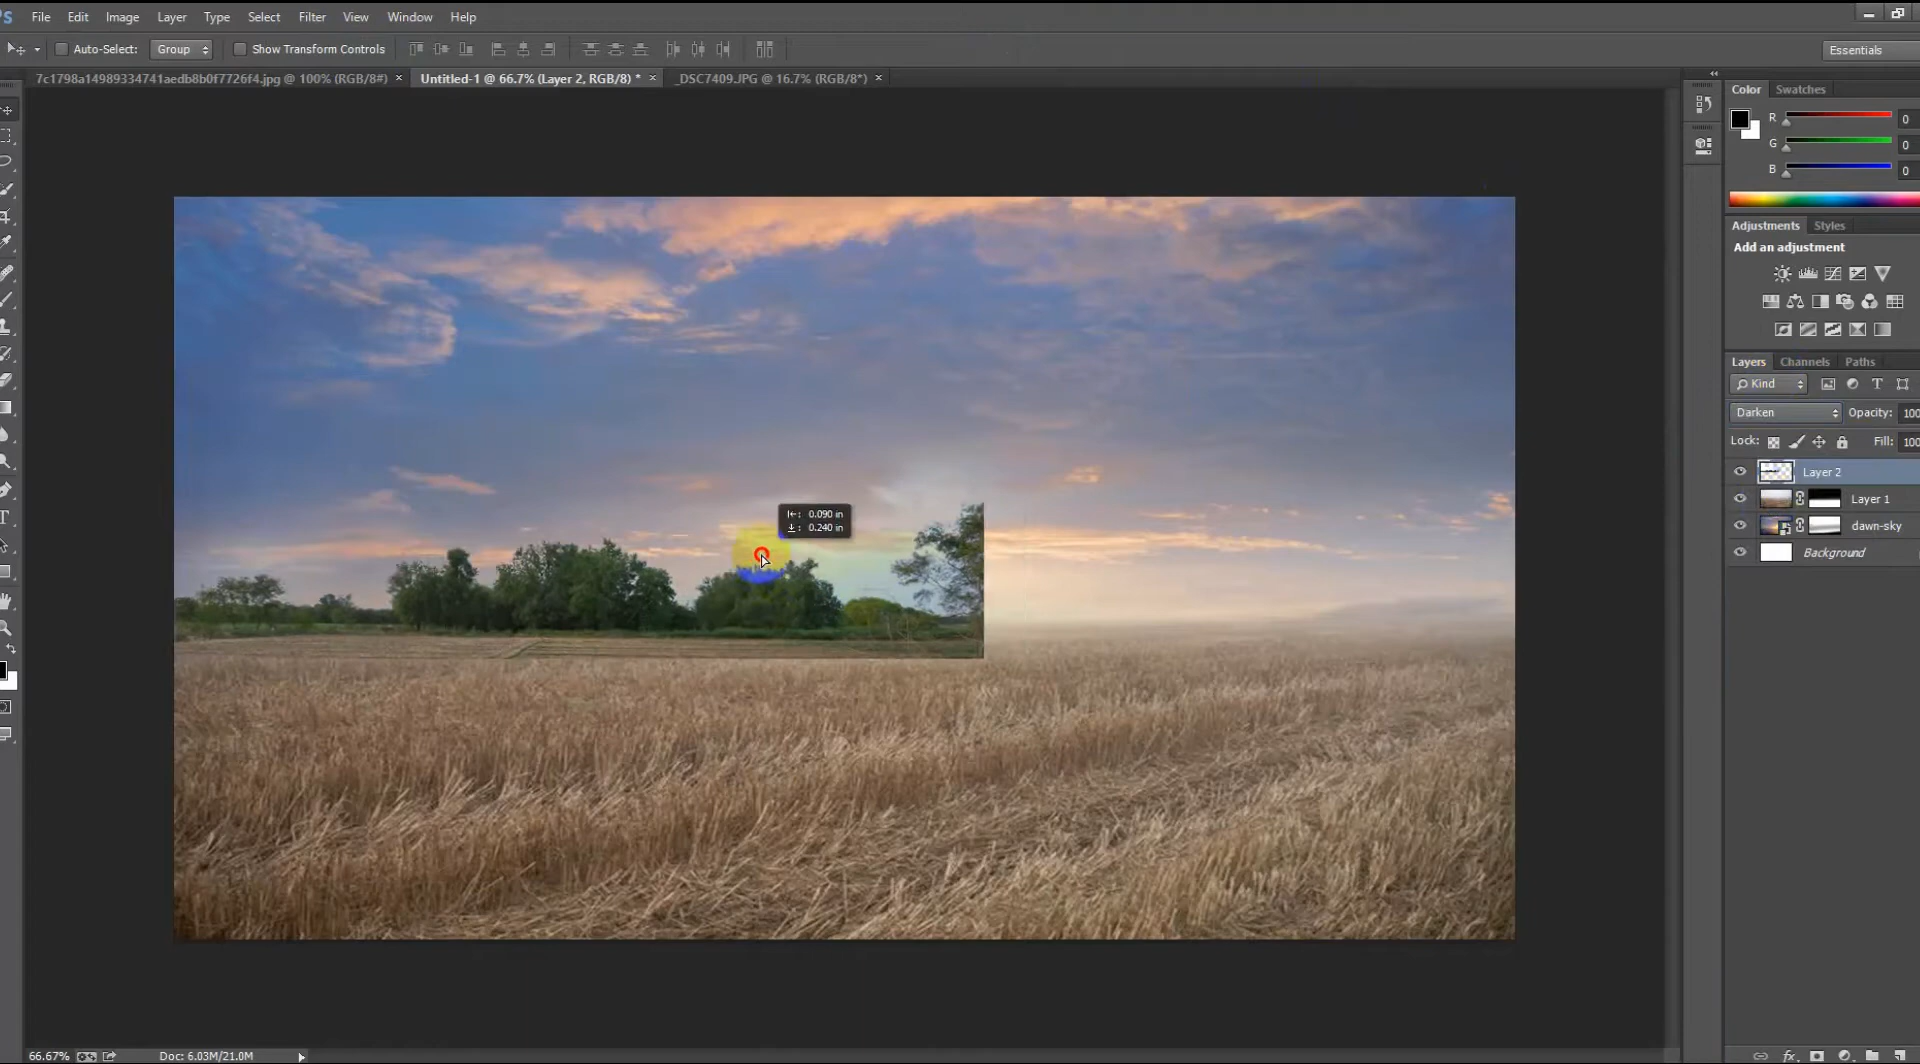 File Edit Image Layer Type Select Filter View Window Help
Auto-Select: Group Show Transform Controls Essentials
7c1798a14989334741aedb8b0f7726f4.jpg @ 100% (RGB/8#) × Untitled-1 @ 66.7% (Layer 2, RGB/8) * × _DSC7409.JPG @ 16.7% (RGB/8*) ×
Color Swatches
R 0
G 0
B 0
Adjustments Styles
Add an adjustment
Layers Channels Paths
Kind
Darken Opacity: 100
Lock: Fill: 100
Layer 2
Layer 1
dawn-sky
Background
0.090 in
0.240 in
66.67% Doc: 6.03M/21.0M